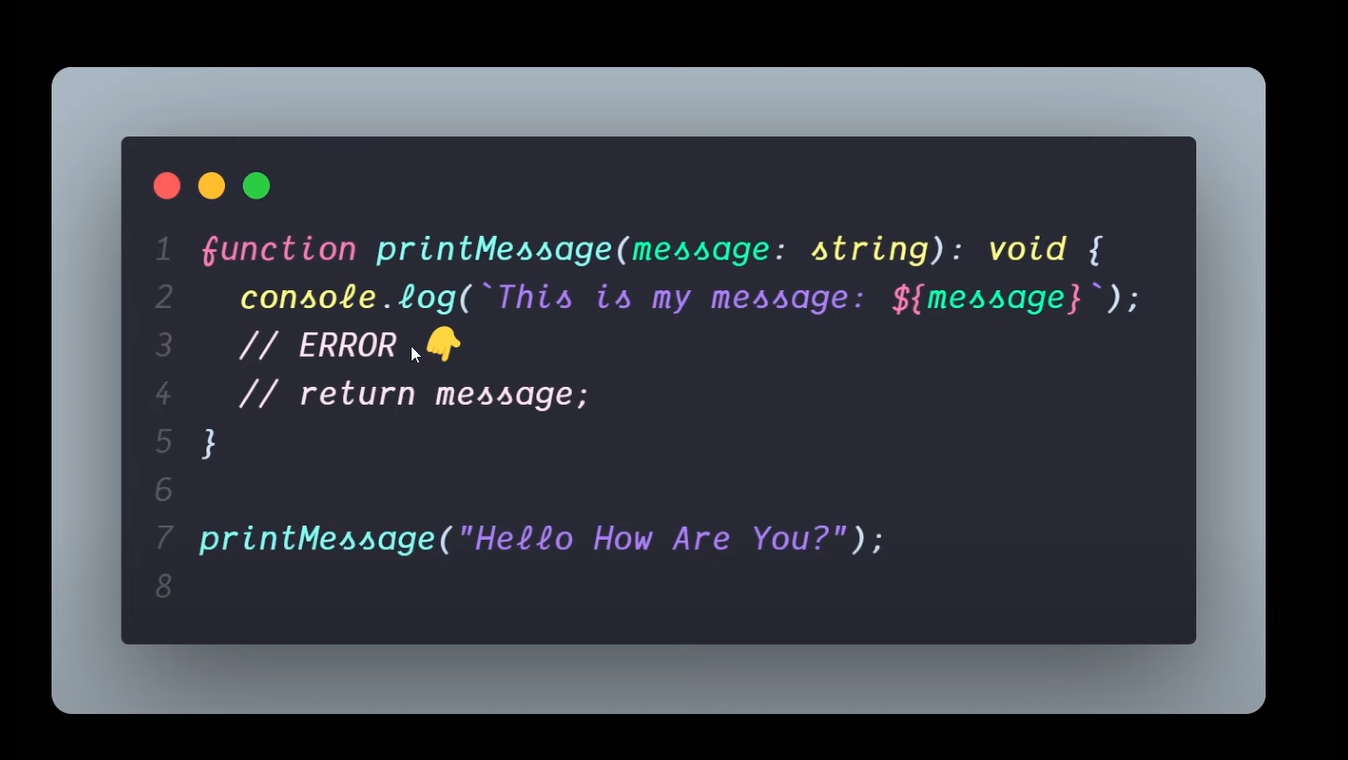 1 function printMessage(message: string): void {
2   console.log(`This is my message: ${message}`);
3   // ERROR 👇
4   // return message;
5 }
6
7 printMessage("Hello How Are You?");
8